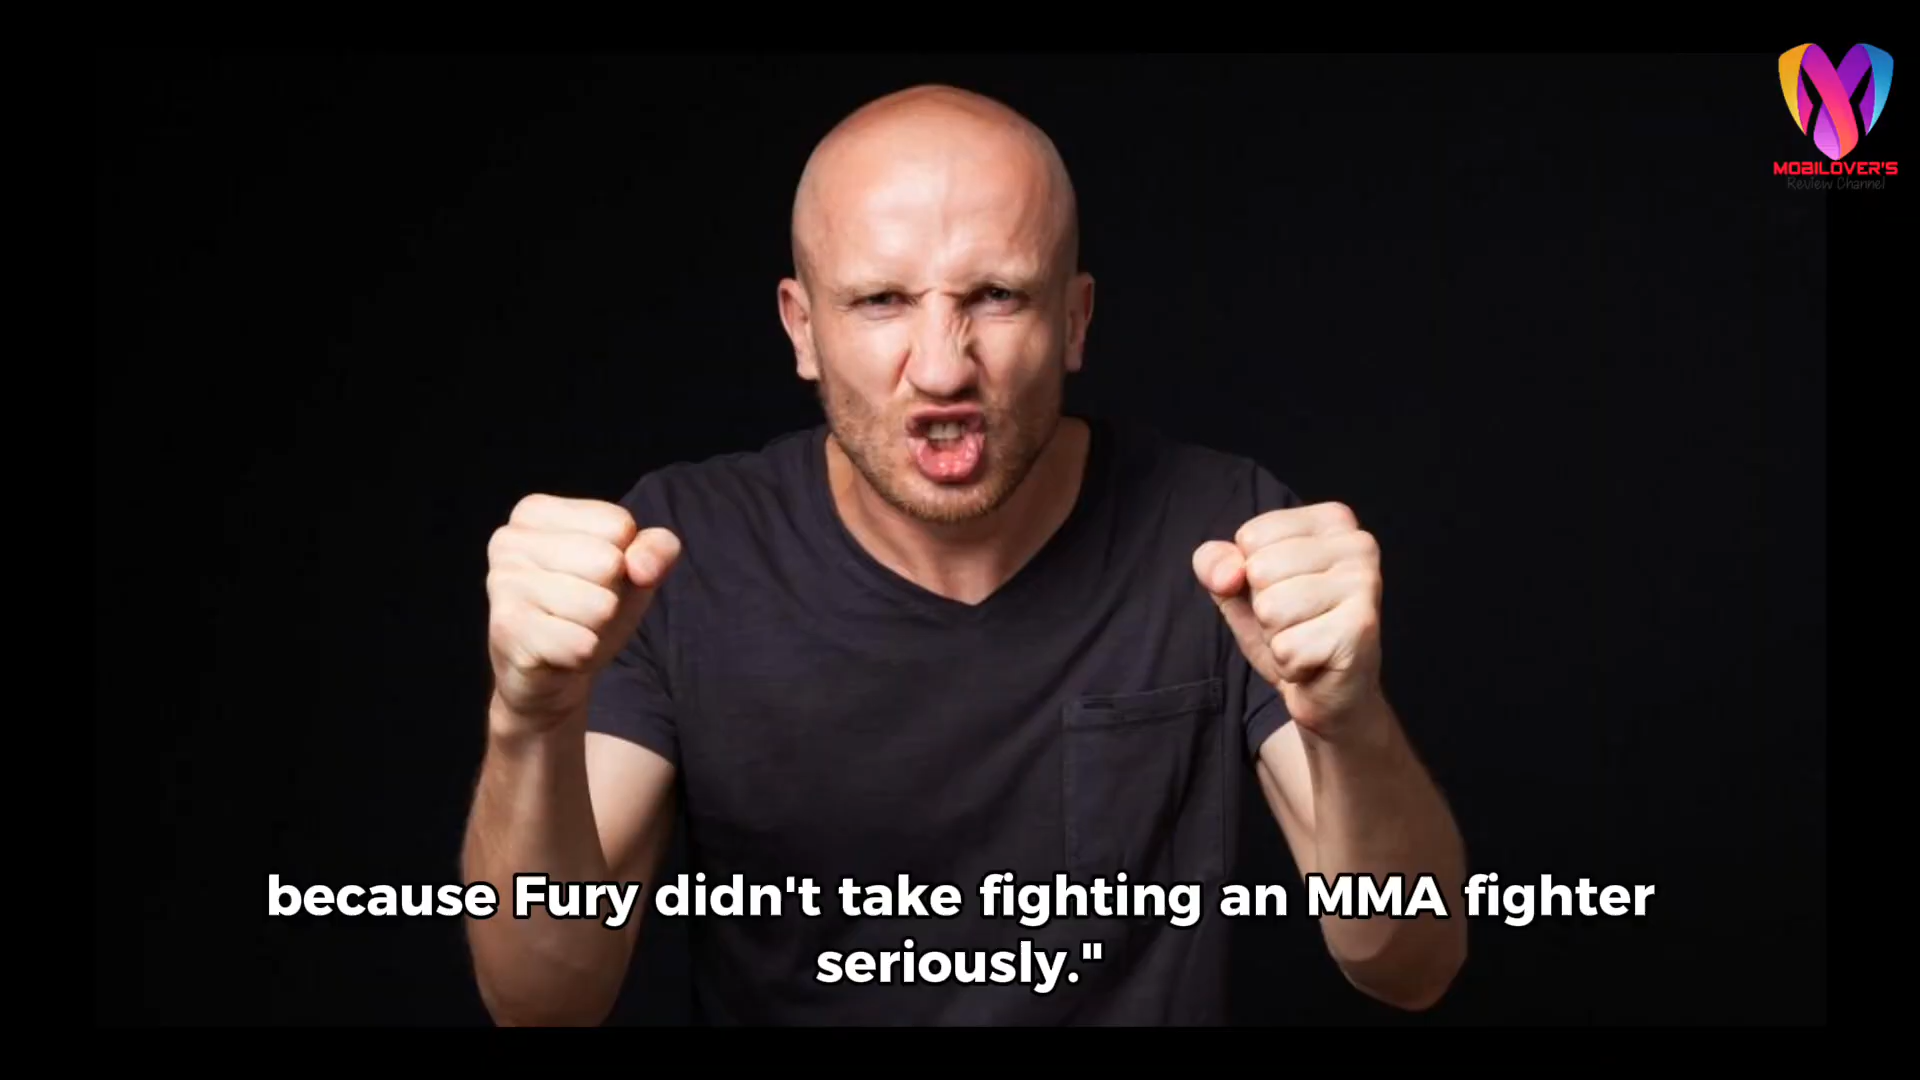 MOBILOVER'S
Review Channel
because Fury didn't take fighting an MMA fighter
seriously."